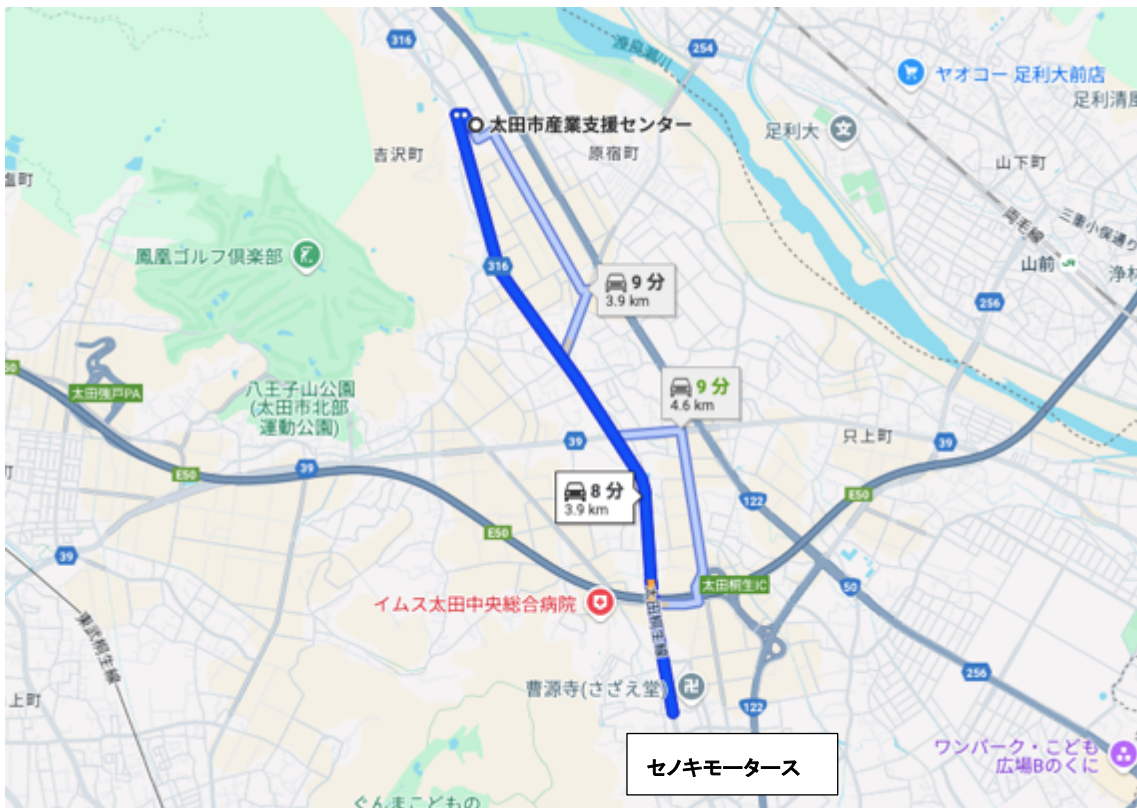 316
254
渡良瀬川
ヤオコー 足利大前店
足利清風
太田市産業支援センター
足利大
吉沢町
原宿町
山下町
塩町
両毛線
三重小俣通り
鳳凰ゴルフ倶楽部
316
山前
JR
浄林
9 分
3.9 km
256
50
太田強戸PA
八王子山公園
(太田市北部
運動公園)
9 分
4.6 km
39
只上町
39
町
E50
39
8 分
3.9 km
122
E50
E50
39
太田桐生IC
イムス太田中央総合病院
50
太田桐生線
東武桐生線
上町
曹源寺(さざえ堂)
256
122
ワンパーク・こども
広場Bのくに
セノキモータース
ぐんまこどもの